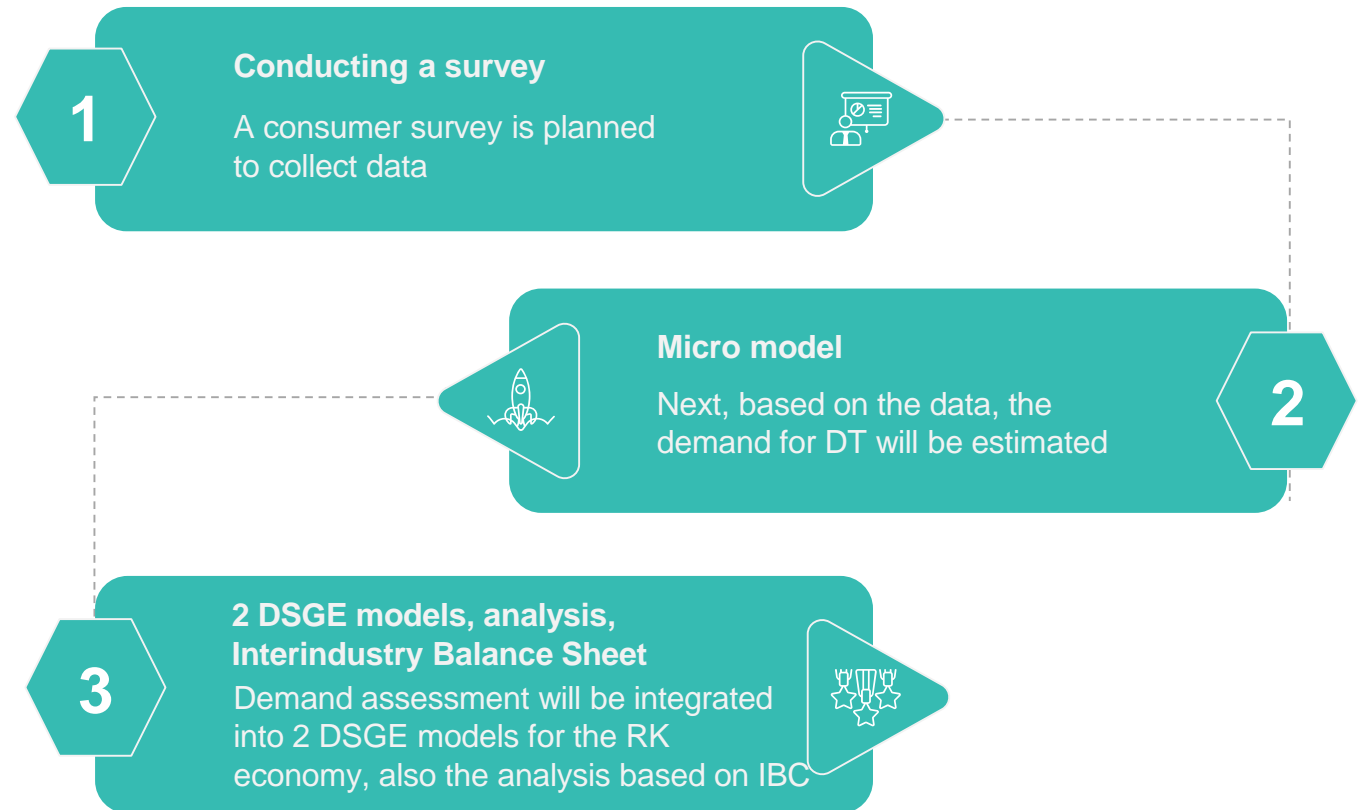 1
Conducting a survey
A consumer survey is planned
to collect data
Micro model
Next, based on the data, the
demand for DT will be estimated
2
3
2 DSGE models, analysis,
Interindustry Balance Sheet
Demand assessment will be integrated
into 2 DSGE models for the RK
economy, also the analysis based on IBC